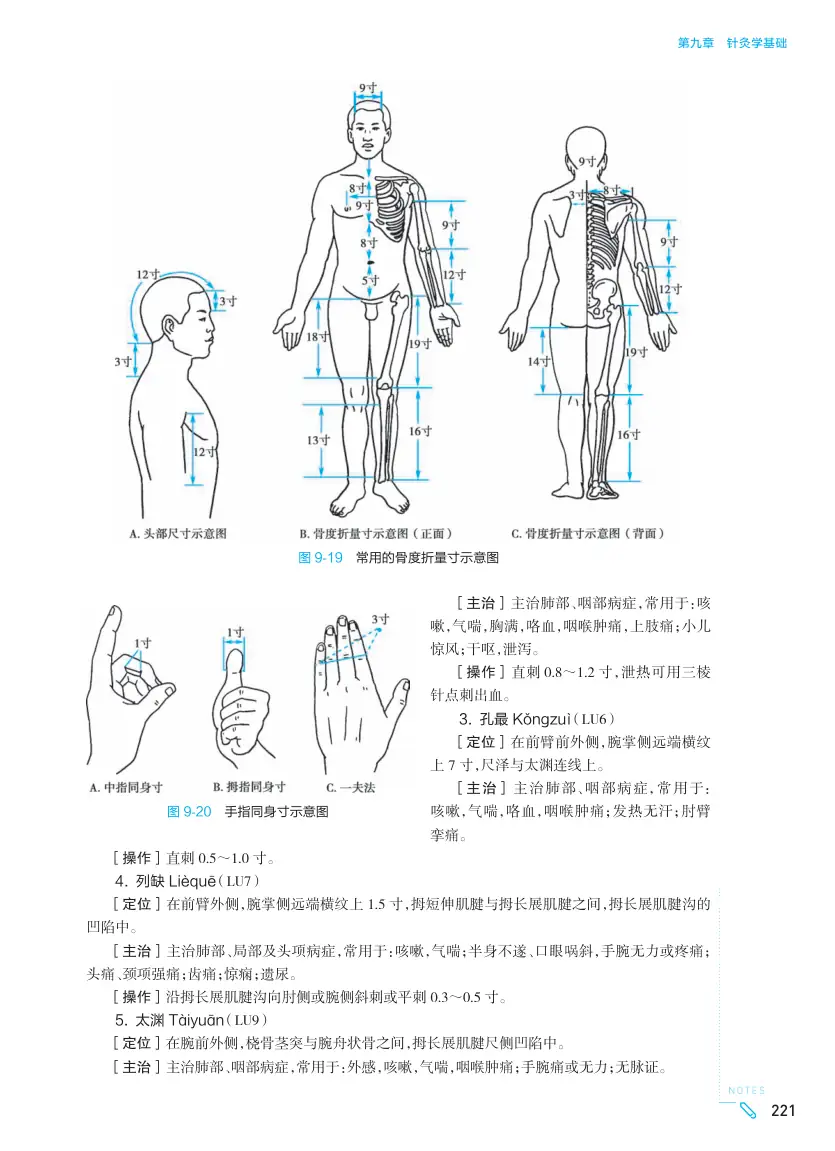 第九章 针灸学基础
12寸
3寸
3寸
12寸
A. 头部尺寸示意图
9寸
8寸
9寸
8寸
5寸
9寸
12寸
18寸
19寸
13寸
16寸
B. 骨度折量寸示意图（正面）
9寸
3寸
8寸
9寸
12寸
14寸
19寸
16寸
C. 骨度折量寸示意图（背面）
图 9-19 常用的骨度折量寸示意图
1寸
A. 中指同身寸
1寸
B. 拇指同身寸
3寸
C. 一夫法
图 9-20 手指同身寸示意图
［主治］主治肺部、咽部病症，常用于：咳
嗽，气喘，胸满，咯血，咽喉肿痛，上肢痛；小儿
惊风；干呕，泄泻。
［操作］直刺 0.8～1.2 寸，泄热可用三棱
针点刺出血。
3. 孔最 Kǒngzuì（LU6）
［定位］在前臂前外侧，腕掌侧远端横纹
上 7 寸，尺泽与太渊连线上。
［主治］主治肺部、咽部病症，常用于：
咳嗽，气喘，咯血，咽喉肿痛；发热无汗；肘臂
挛痛。
［操作］直刺 0.5～1.0 寸。
4. 列缺 Lièquē（LU7）
［定位］在前臂外侧，腕掌侧远端横纹上 1.5 寸，拇短伸肌腱与拇长展肌腱之间，拇长展肌腱沟的
凹陷中。
［主治］主治肺部、局部及头项病症，常用于：咳嗽，气喘；半身不遂、口眼㖞斜，手腕无力或疼痛；
头痛、颈项强痛；齿痛；惊痫；遗尿。
［操作］沿拇长展肌腱沟向肘侧或腕侧斜刺或平刺 0.3～0.5 寸。
5. 太渊 Tàiyuān（LU9）
［定位］在腕前外侧，桡骨茎突与腕舟状骨之间，拇长展肌腱尺侧凹陷中。
［主治］主治肺部、咽部病症，常用于：外感，咳嗽，气喘，咽喉肿痛；手腕痛或无力；无脉证。
NOTES
221